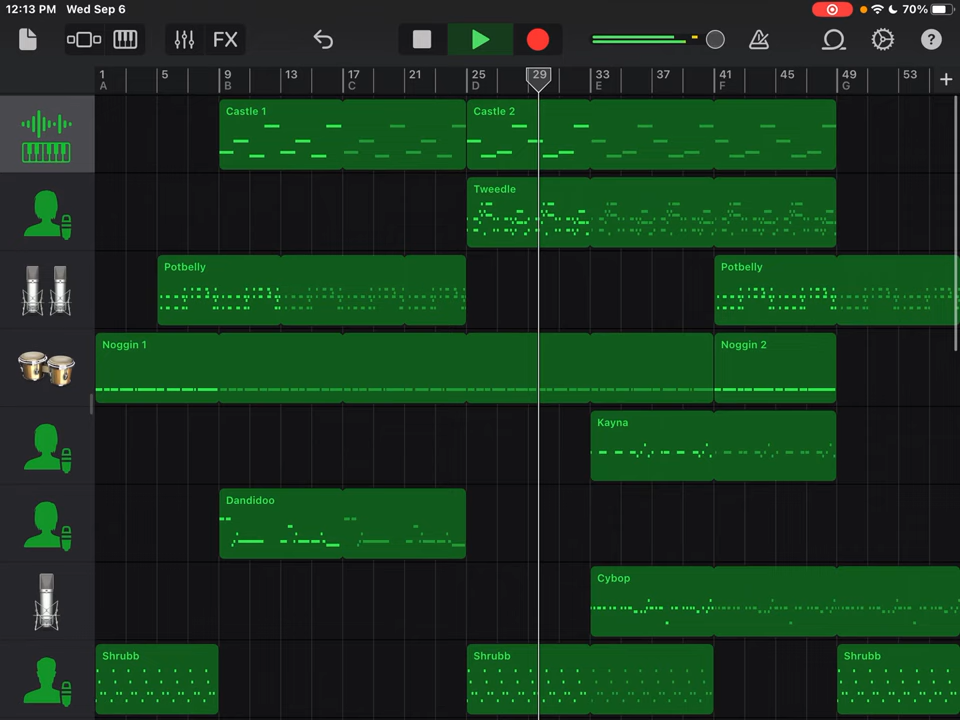 12:13 PM Wed Sep 6 70%
FX ?
1 5 9 13 17 21 25 29 33 37 41 45 49 53 +
A B C D E F G
Castle 1 Castle 2
Tweedle
Potbelly Potbelly
Noggin 1 Noggin 2
Kayna
Dandidoo
Cybop
Shrubb Shrubb Shrubb